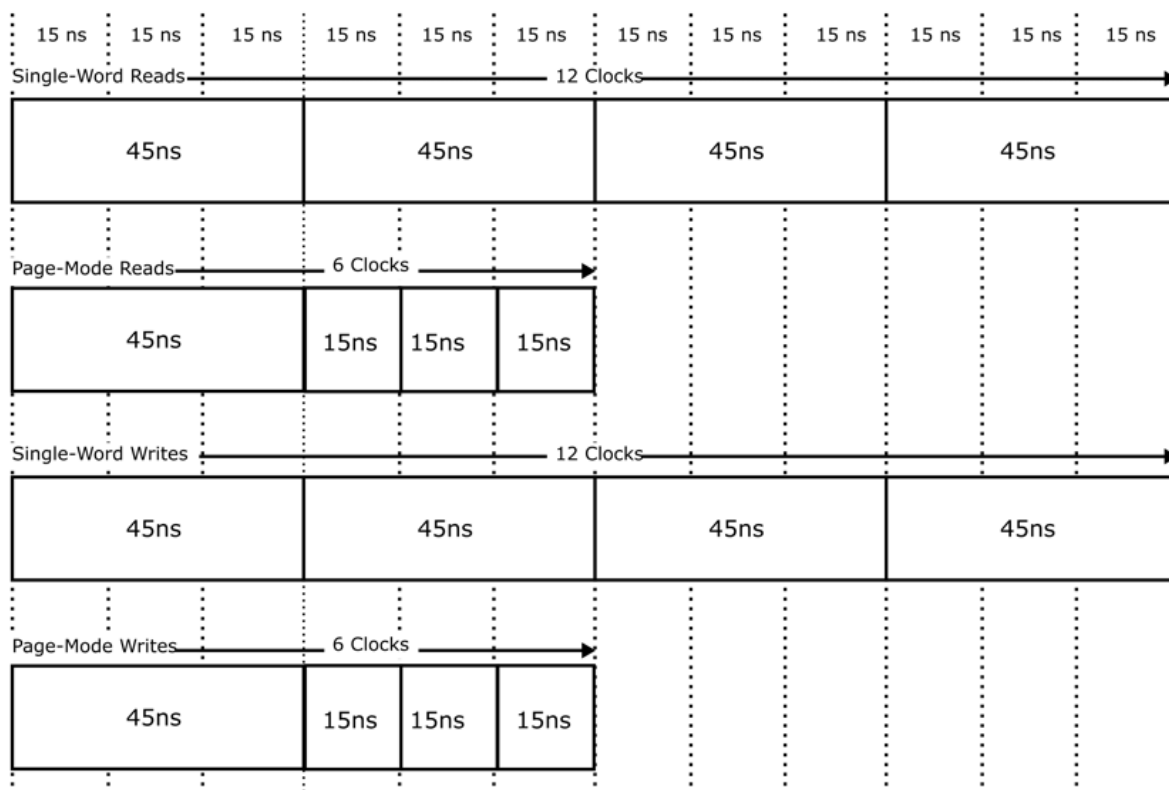 15 ns 15 ns 15 ns 15 ns 15 ns 15 ns 15 ns 15 ns 15 ns 15 ns 15 ns 15 ns
Single-Word Reads 12 Clocks
45ns 45ns 45ns 45ns
Page-Mode Reads 6 Clocks
45ns 15ns 15ns 15ns
Single-Word Writes 12 Clocks
45ns 45ns 45ns 45ns
Page-Mode Writes 6 Clocks
45ns 15ns 15ns 15ns